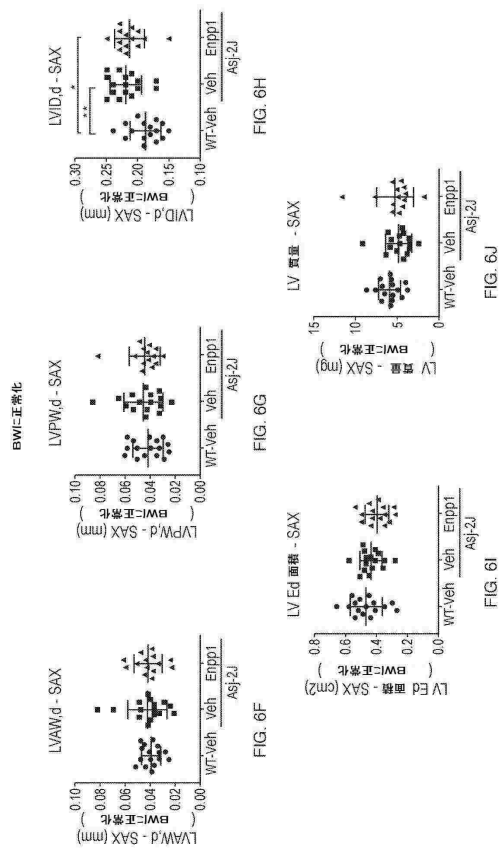 BWに正常化
LVAW,d - SAX
LVAW,d - SAX (mm)
( BWに正常化 )
0.10
0.08
0.06
0.04
0.02
0.00
WT-Veh
Veh
Enpp1
Asj-2J
FIG. 6F
LVPW,d - SAX
LVPW,d - SAX (mm)
( BWに正常化 )
0.10
0.08
0.06
0.04
0.02
0.00
WT-Veh
Veh
Enpp1
Asj-2J
FIG. 6G
LVID,d - SAX
LVID,d - SAX (mm)
( BWに正常化 )
0.30
0.25
0.20
0.15
0.10
*
**
WT-Veh
Veh
Enpp1
Asj-2J
FIG. 6H
LV Ed 面積 - SAX
LV Ed 面積 - SAX (cm2)
( BWに正常化 )
0.8
0.6
0.4
0.2
0.0
WT-Veh
Veh
Enpp1
Asj-2J
FIG. 6I
LV 質量 - SAX
LV 質量 - SAX (mg)
( BWに正常化 )
15
10
5
0
WT-Veh
Veh
Enpp1
Asj-2J
FIG. 6J